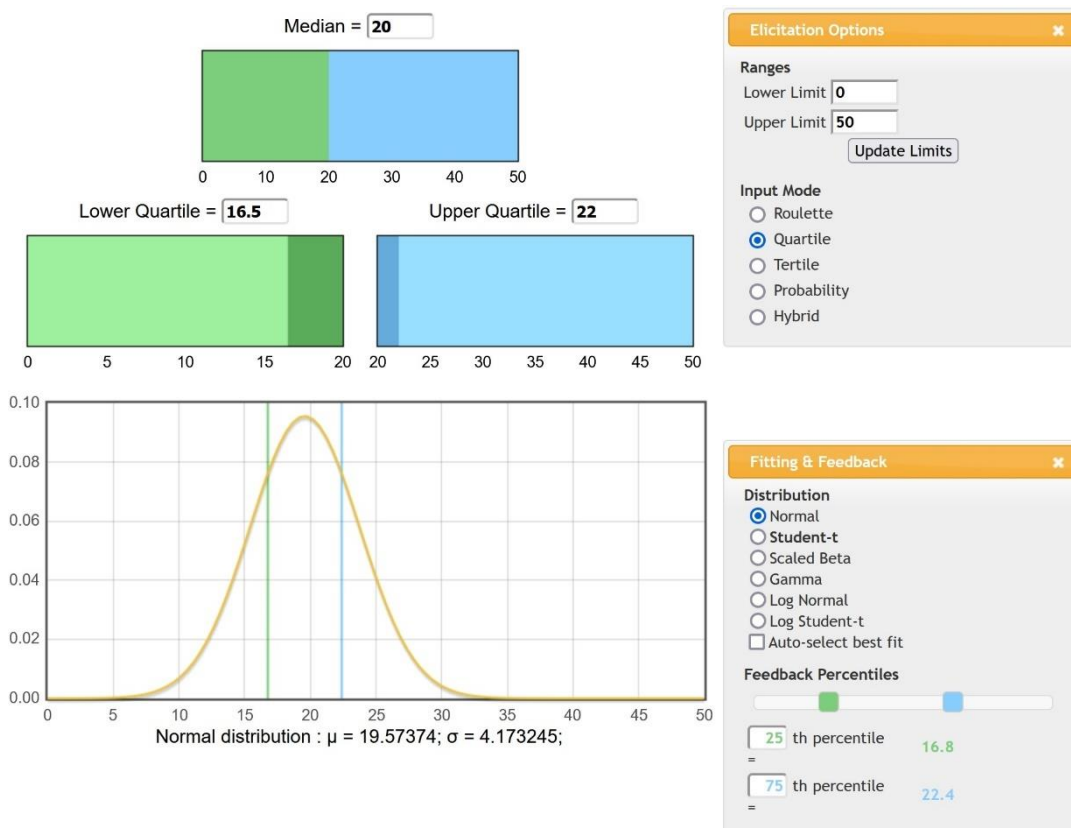 Median = 20
0 10 20 30 40 50
Lower Quartile = 16.5
0 5 10 15 20
Upper Quartile = 22
20 25 30 35 40 45 50
0.10
0.08
0.06
0.04
0.02
0.00
0 5 10 15 20 25 30 35 40 45 50
Normal distribution : μ = 19.57374; σ = 4.173245;
Elicitation Options
Ranges
Lower Limit 0
Upper Limit 50
Update Limits
Input Mode
Roulette
Quartile
Tertile
Probability
Hybrid
Fitting & Feedback
Distribution
Normal
Student-t
Scaled Beta
Gamma
Log Normal
Log Student-t
Auto-select best fit
Feedback Percentiles
25 th percentile 16.8
=
75 th percentile 22.4
=